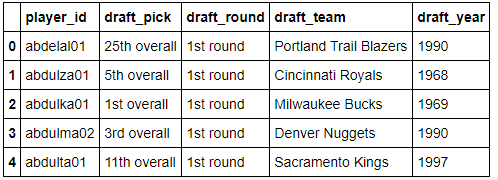 player_id draft_pick draft_round draft_team draft_year
0 abdelal01 25th overall 1st round Portland Trail Blazers 1990
1 abdulza01 5th overall 1st round Cincinnati Royals 1968
2 abdulka01 1st overall 1st round Milwaukee Bucks 1969
3 abdulma02 3rd overall 1st round Denver Nuggets 1990
4 abdulta01 11th overall 1st round Sacramento Kings 1997